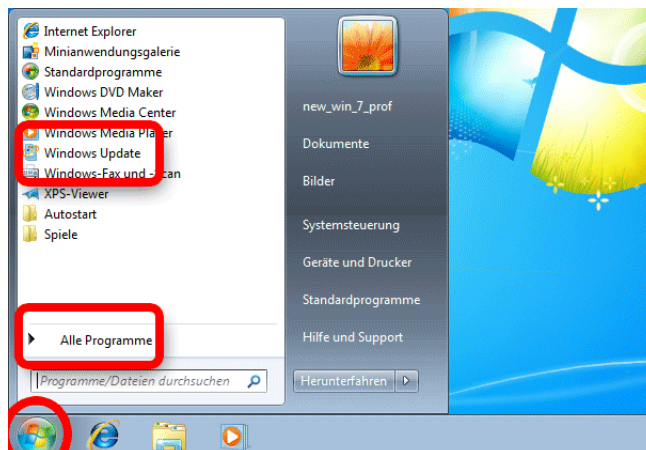 Internet Explorer
Minianwendungsgalerie
Standardprogramme
Windows DVD Maker
Windows Media Center
Windows Media Player
Windows Update
Windows-Fax und -Scan
XPS-Viewer
Autostart
Spiele
Alle Programme
Programme/Dateien durchsuchen
new_win_7_prof
Dokumente
Bilder
Systemsteuerung
Geräte und Drucker
Standardprogramme
Hilfe und Support
Herunterfahren